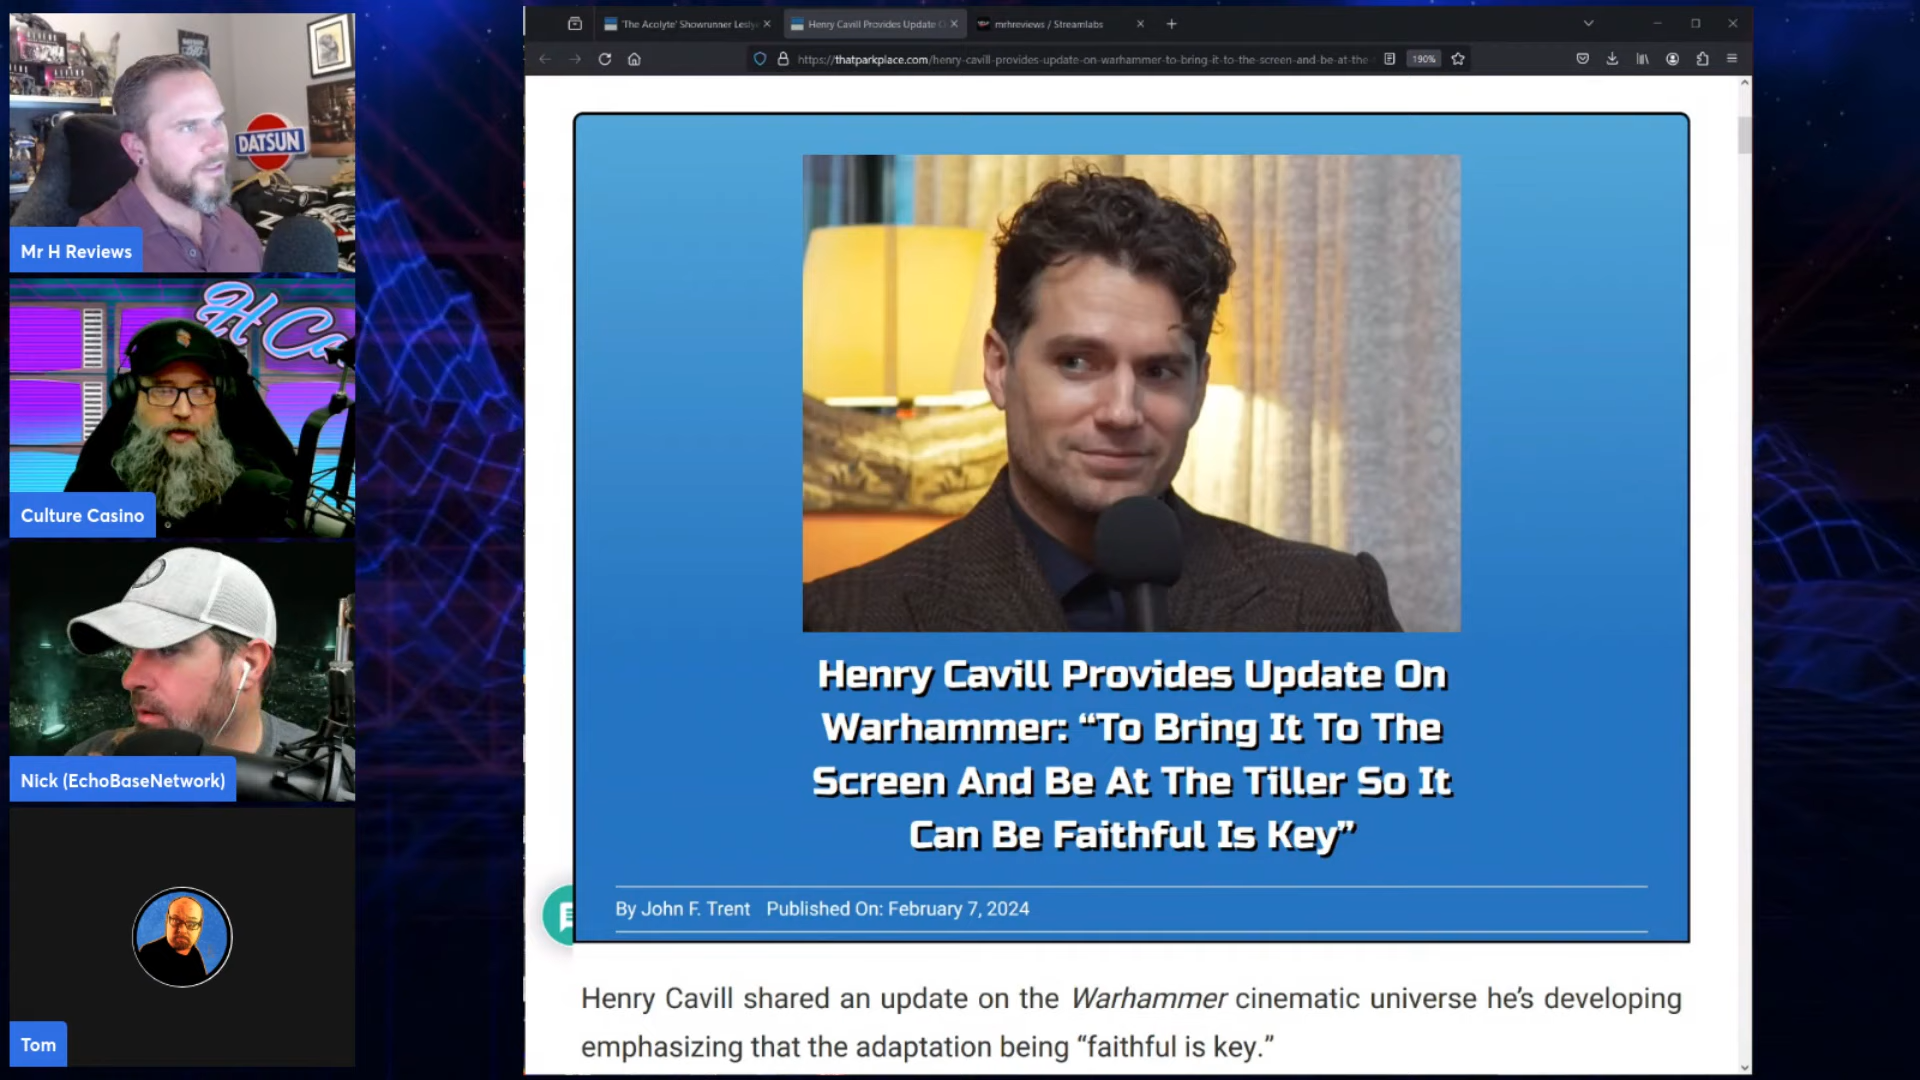 'The Acolyte' Showrunner Lesly
Henry Cavill Provides Update O
mrhreviews / Streamlabs
https://thatparkplace.com/henry-cavill-provides-update-on-warhammer-to-bring-it-to-the-screen-and-be-at-the
190%
DATSUN
Mr H Reviews
Culture Casino
Nick (EchoBaseNetwork)
Tom
Henry Cavill Provides Update On
Warhammer: “To Bring It To The
Screen And Be At The Tiller So It
Can Be Faithful Is Key”
By John F. Trent Published On: February 7, 2024
Henry Cavill shared an update on the Warhammer cinematic universe he’s developing
emphasizing that the adaptation being “faithful is key.”